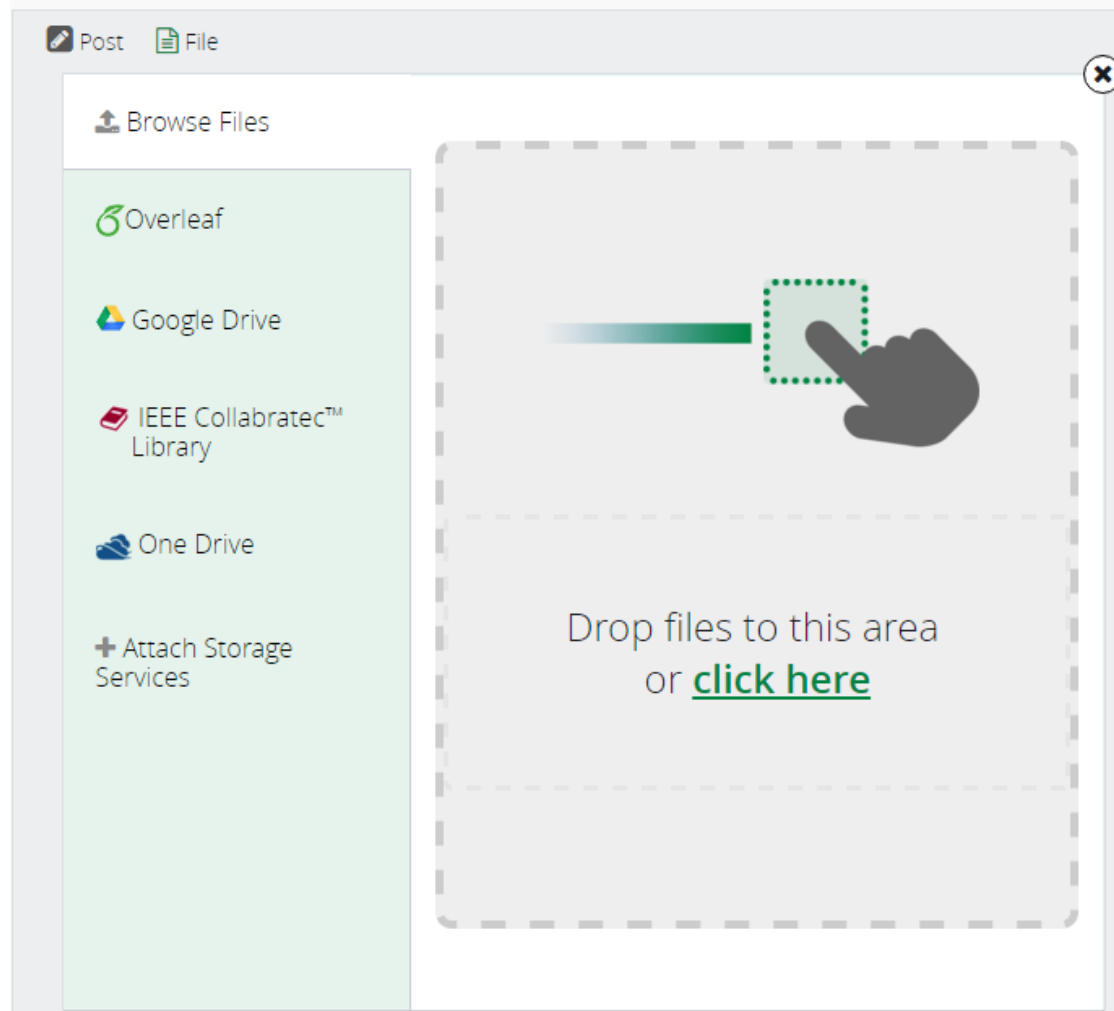 Post File
Browse Files
Overleaf
Google Drive
IEEE Collabratec™
Library
One Drive
Attach Storage
Services
Drop files to this area
or click here